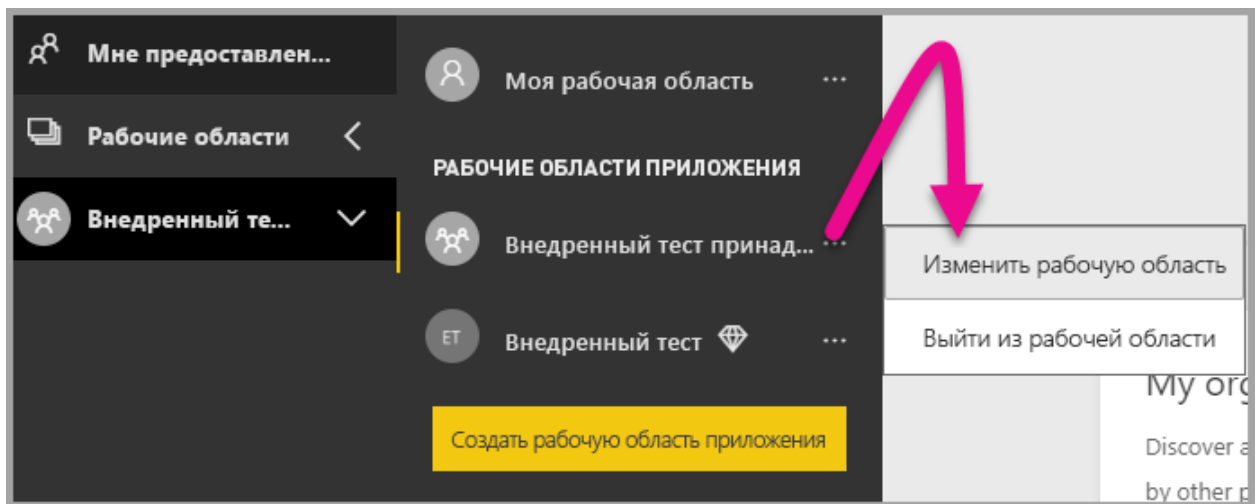 Мне предоставлен...
Рабочие области
Внедренный те...
Моя рабочая область ...
РАБОЧИЕ ОБЛАСТИ ПРИЛОЖЕНИЯ
Внедренный тест принад... ...
ET Внедренный тест ...
Создать рабочую область приложения
Изменить рабочую область
Выйти из рабочей области
My org
Discover a
by other p